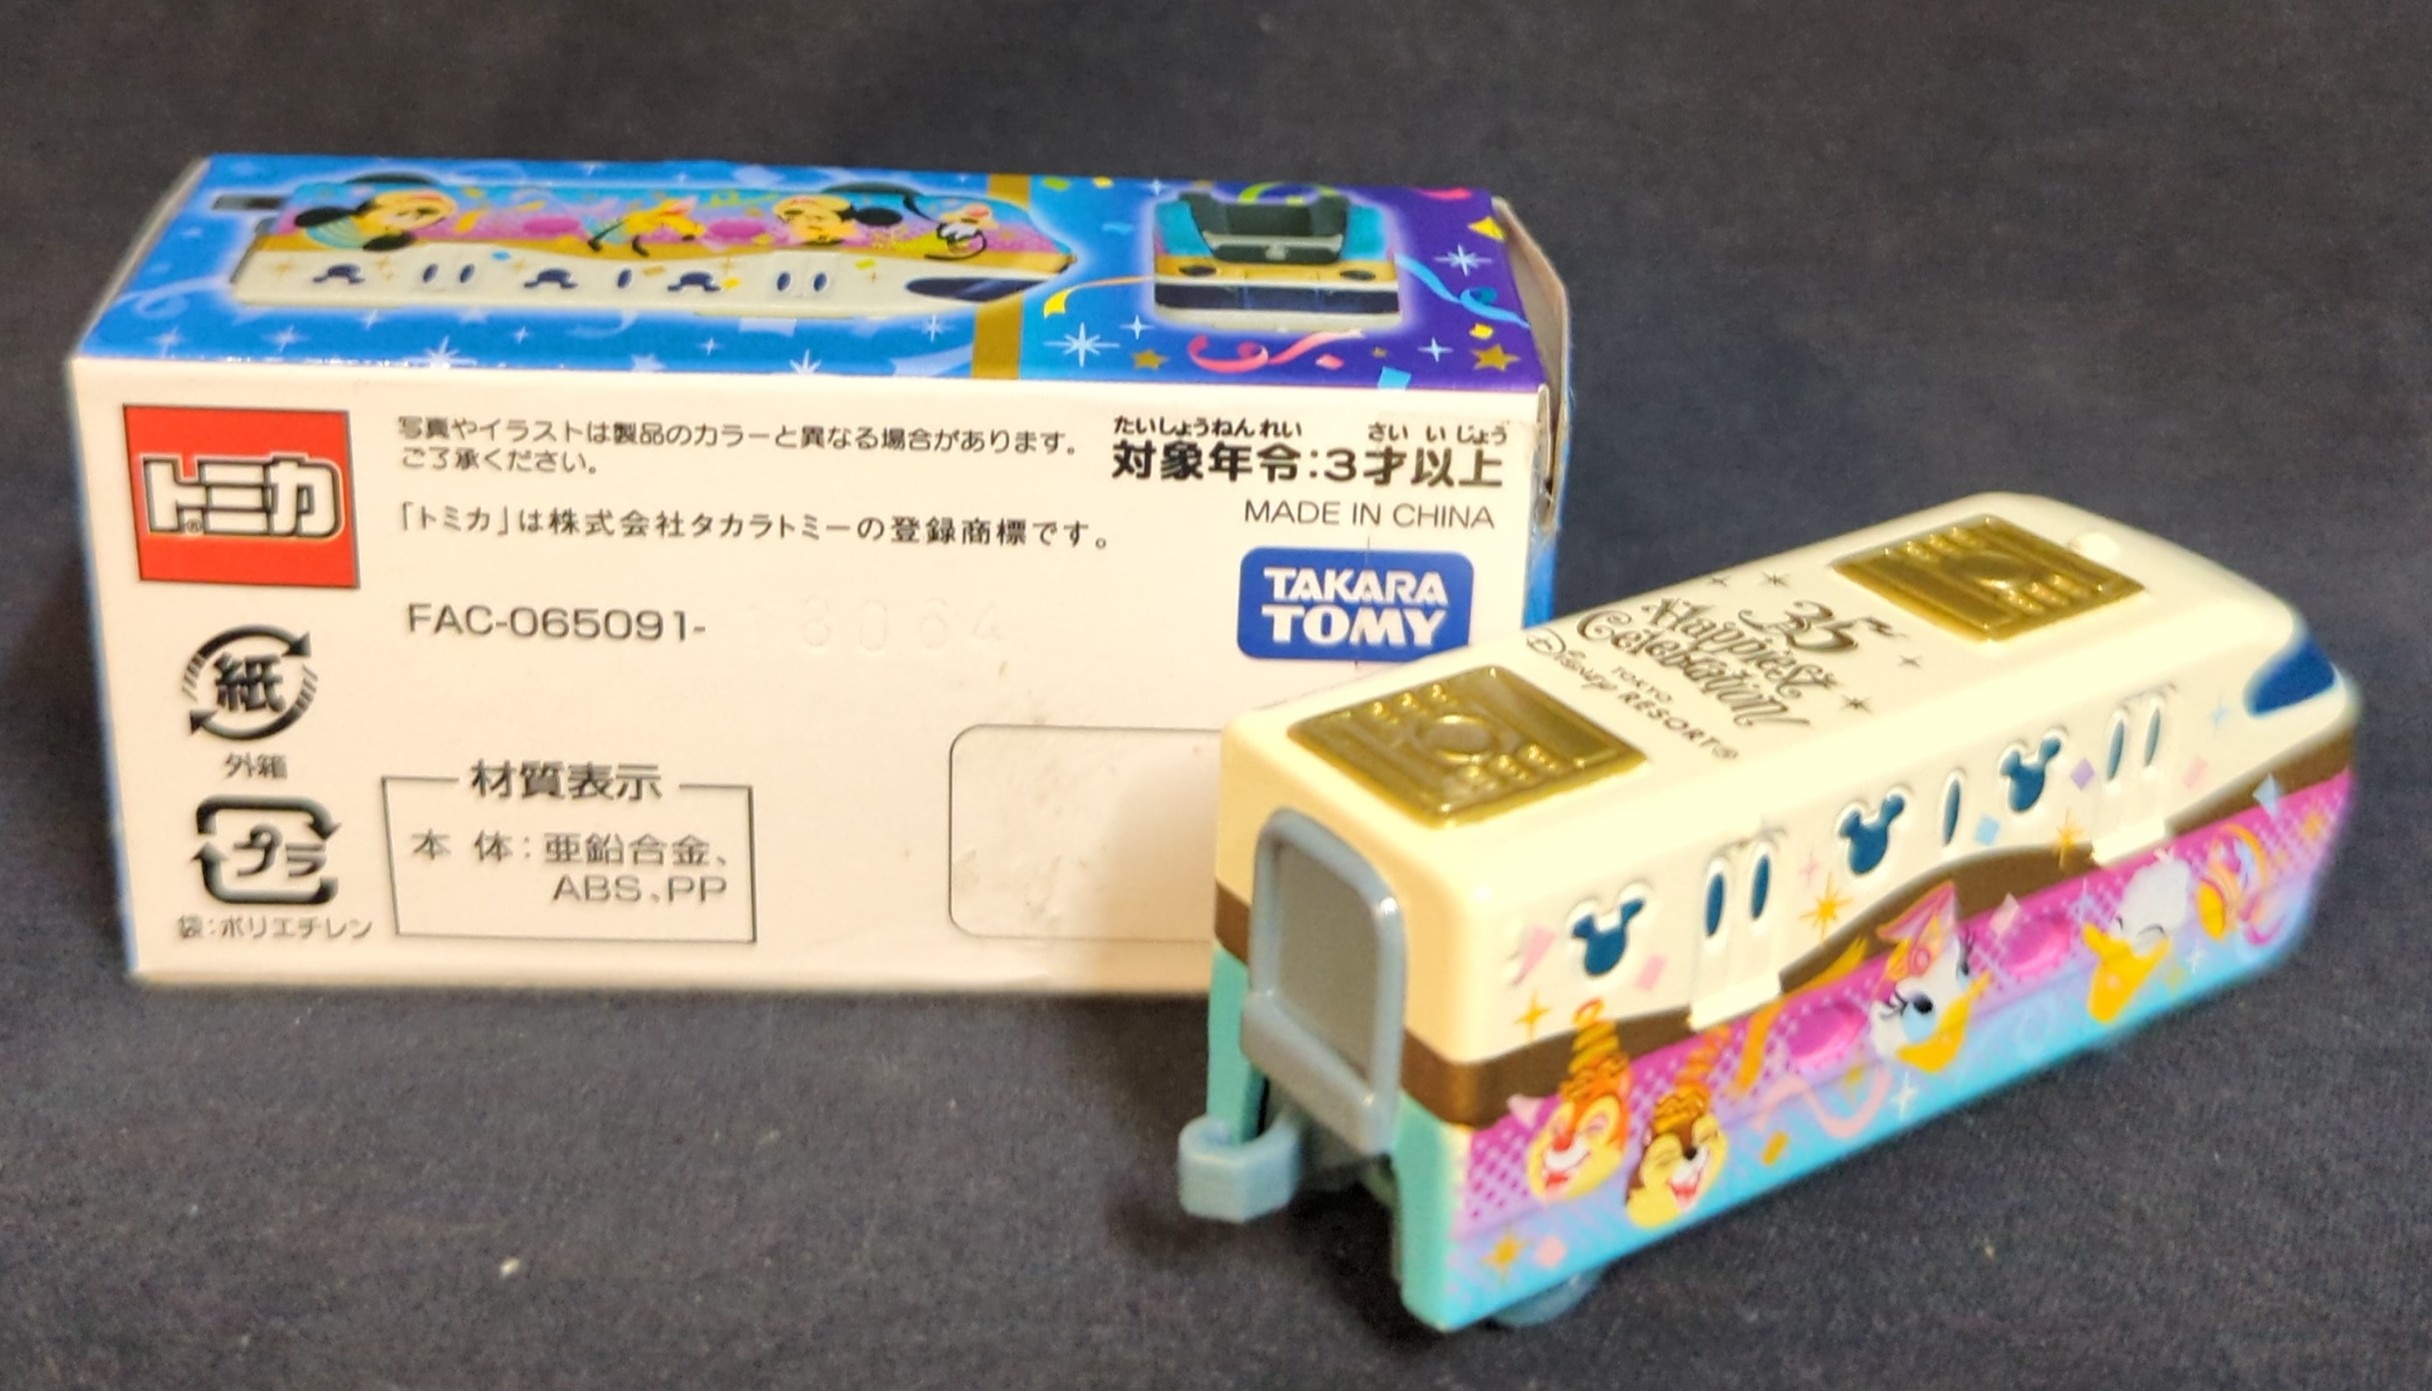 トミカ®
写真やイラストは製品のカラーと異なる場合があります。
ご了承ください。
「トミカ」は株式会社タカラトミーの登録商標です。
FAC-065091-
18064
たいしょうねんれい さい いじょう
対象年令:3才以上
MADE IN CHINA
TAKARA
TOMY
紙
外箱
プラ
袋:ポリエチレン
材質表示
本 体:亜鉛合金、
ABS、PP
35th
Happiest
Celebration!
TOKYO
DISNEY RESORT®